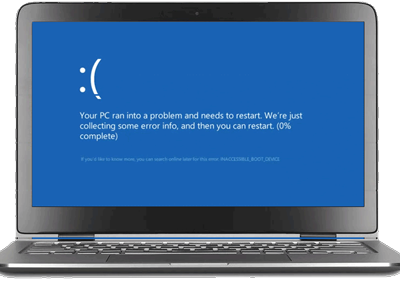 :(
Your PC ran into a problem and needs to restart. We're just
collecting some error info, and then you can restart. (0%
complete)
If you'd like to know more, you can search online later for this error: INACCESSIBLE_BOOT_DEVICE